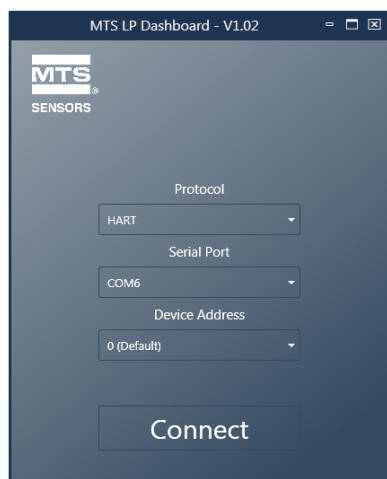 MTS LP Dashboard - V1.02
MTS®
SENSORS
Protocol
HART
Serial Port
COM6
Device Address
0 (Default)
Connect